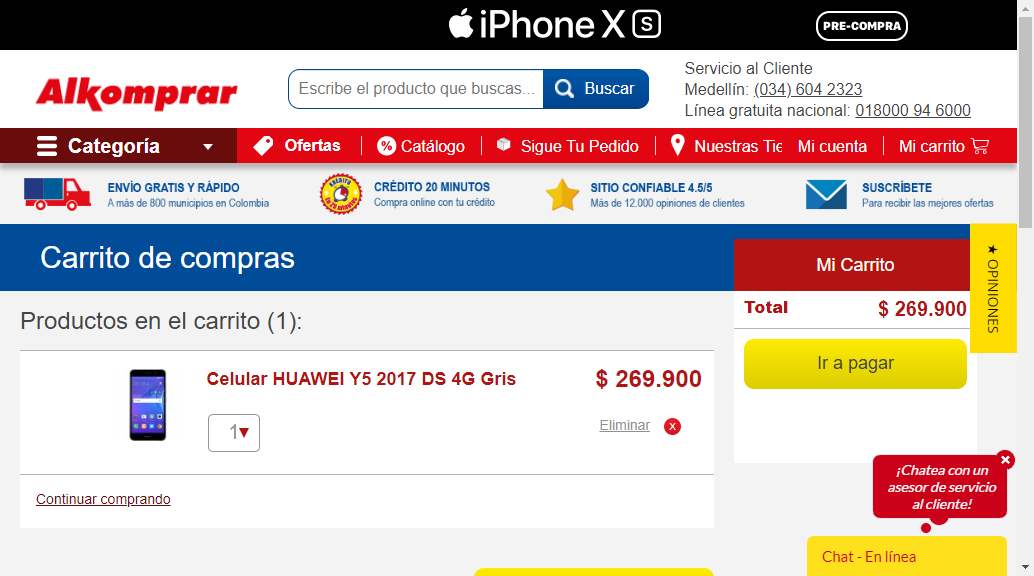 iPhone XS
PRE-COMPRA
Alkomprar
Escribe el producto que buscas...
Buscar
Servicio al Cliente
Medellín: (034) 604 2323
Línea gratuita nacional: 018000 94 6000
Categoría
Ofertas
% Catálogo
Sigue Tu Pedido
Nuestras Tie
Mi cuenta
Mi carrito
ENVÍO GRATIS Y RÁPIDO
A más de 800 municipios en Colombia
CRÉDITO 20 MINUTOS
Compra online con tu crédito
SITIO CONFIABLE 4.5/5
Más de 12.000 opiniones de clientes
SUSCRÍBETE
Para recibir las mejores ofertas
Carrito de compras
Mi Carrito
★ OPINIONES
Total
$ 269.900
Ir a pagar
Productos en el carrito (1):
Celular HUAWEI Y5 2017 DS 4G Gris
$ 269.900
1
Eliminar
x
Continuar comprando
¡Chatea con un
asesor de servicio
al cliente!
Chat - En línea